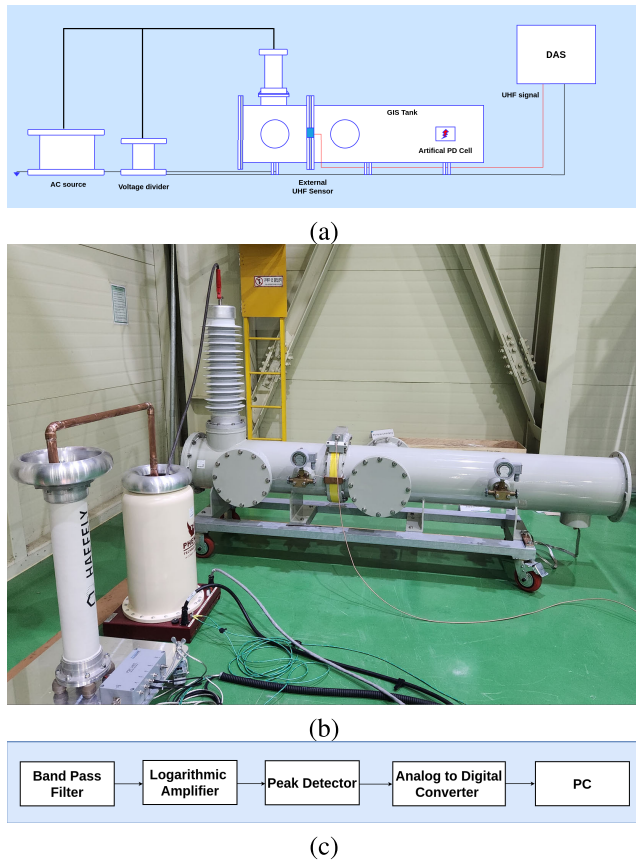 DAS
UHF signal
GIS Tank
Artifical PD Cell
AC source
Voltage divider
External
UHF Sensor
(a)
HAEFELY
(b)
Band Pass
Filter
Logarithmic
Amplifier
Peak Detector
Analog to Digital
Converter
PC
(c)